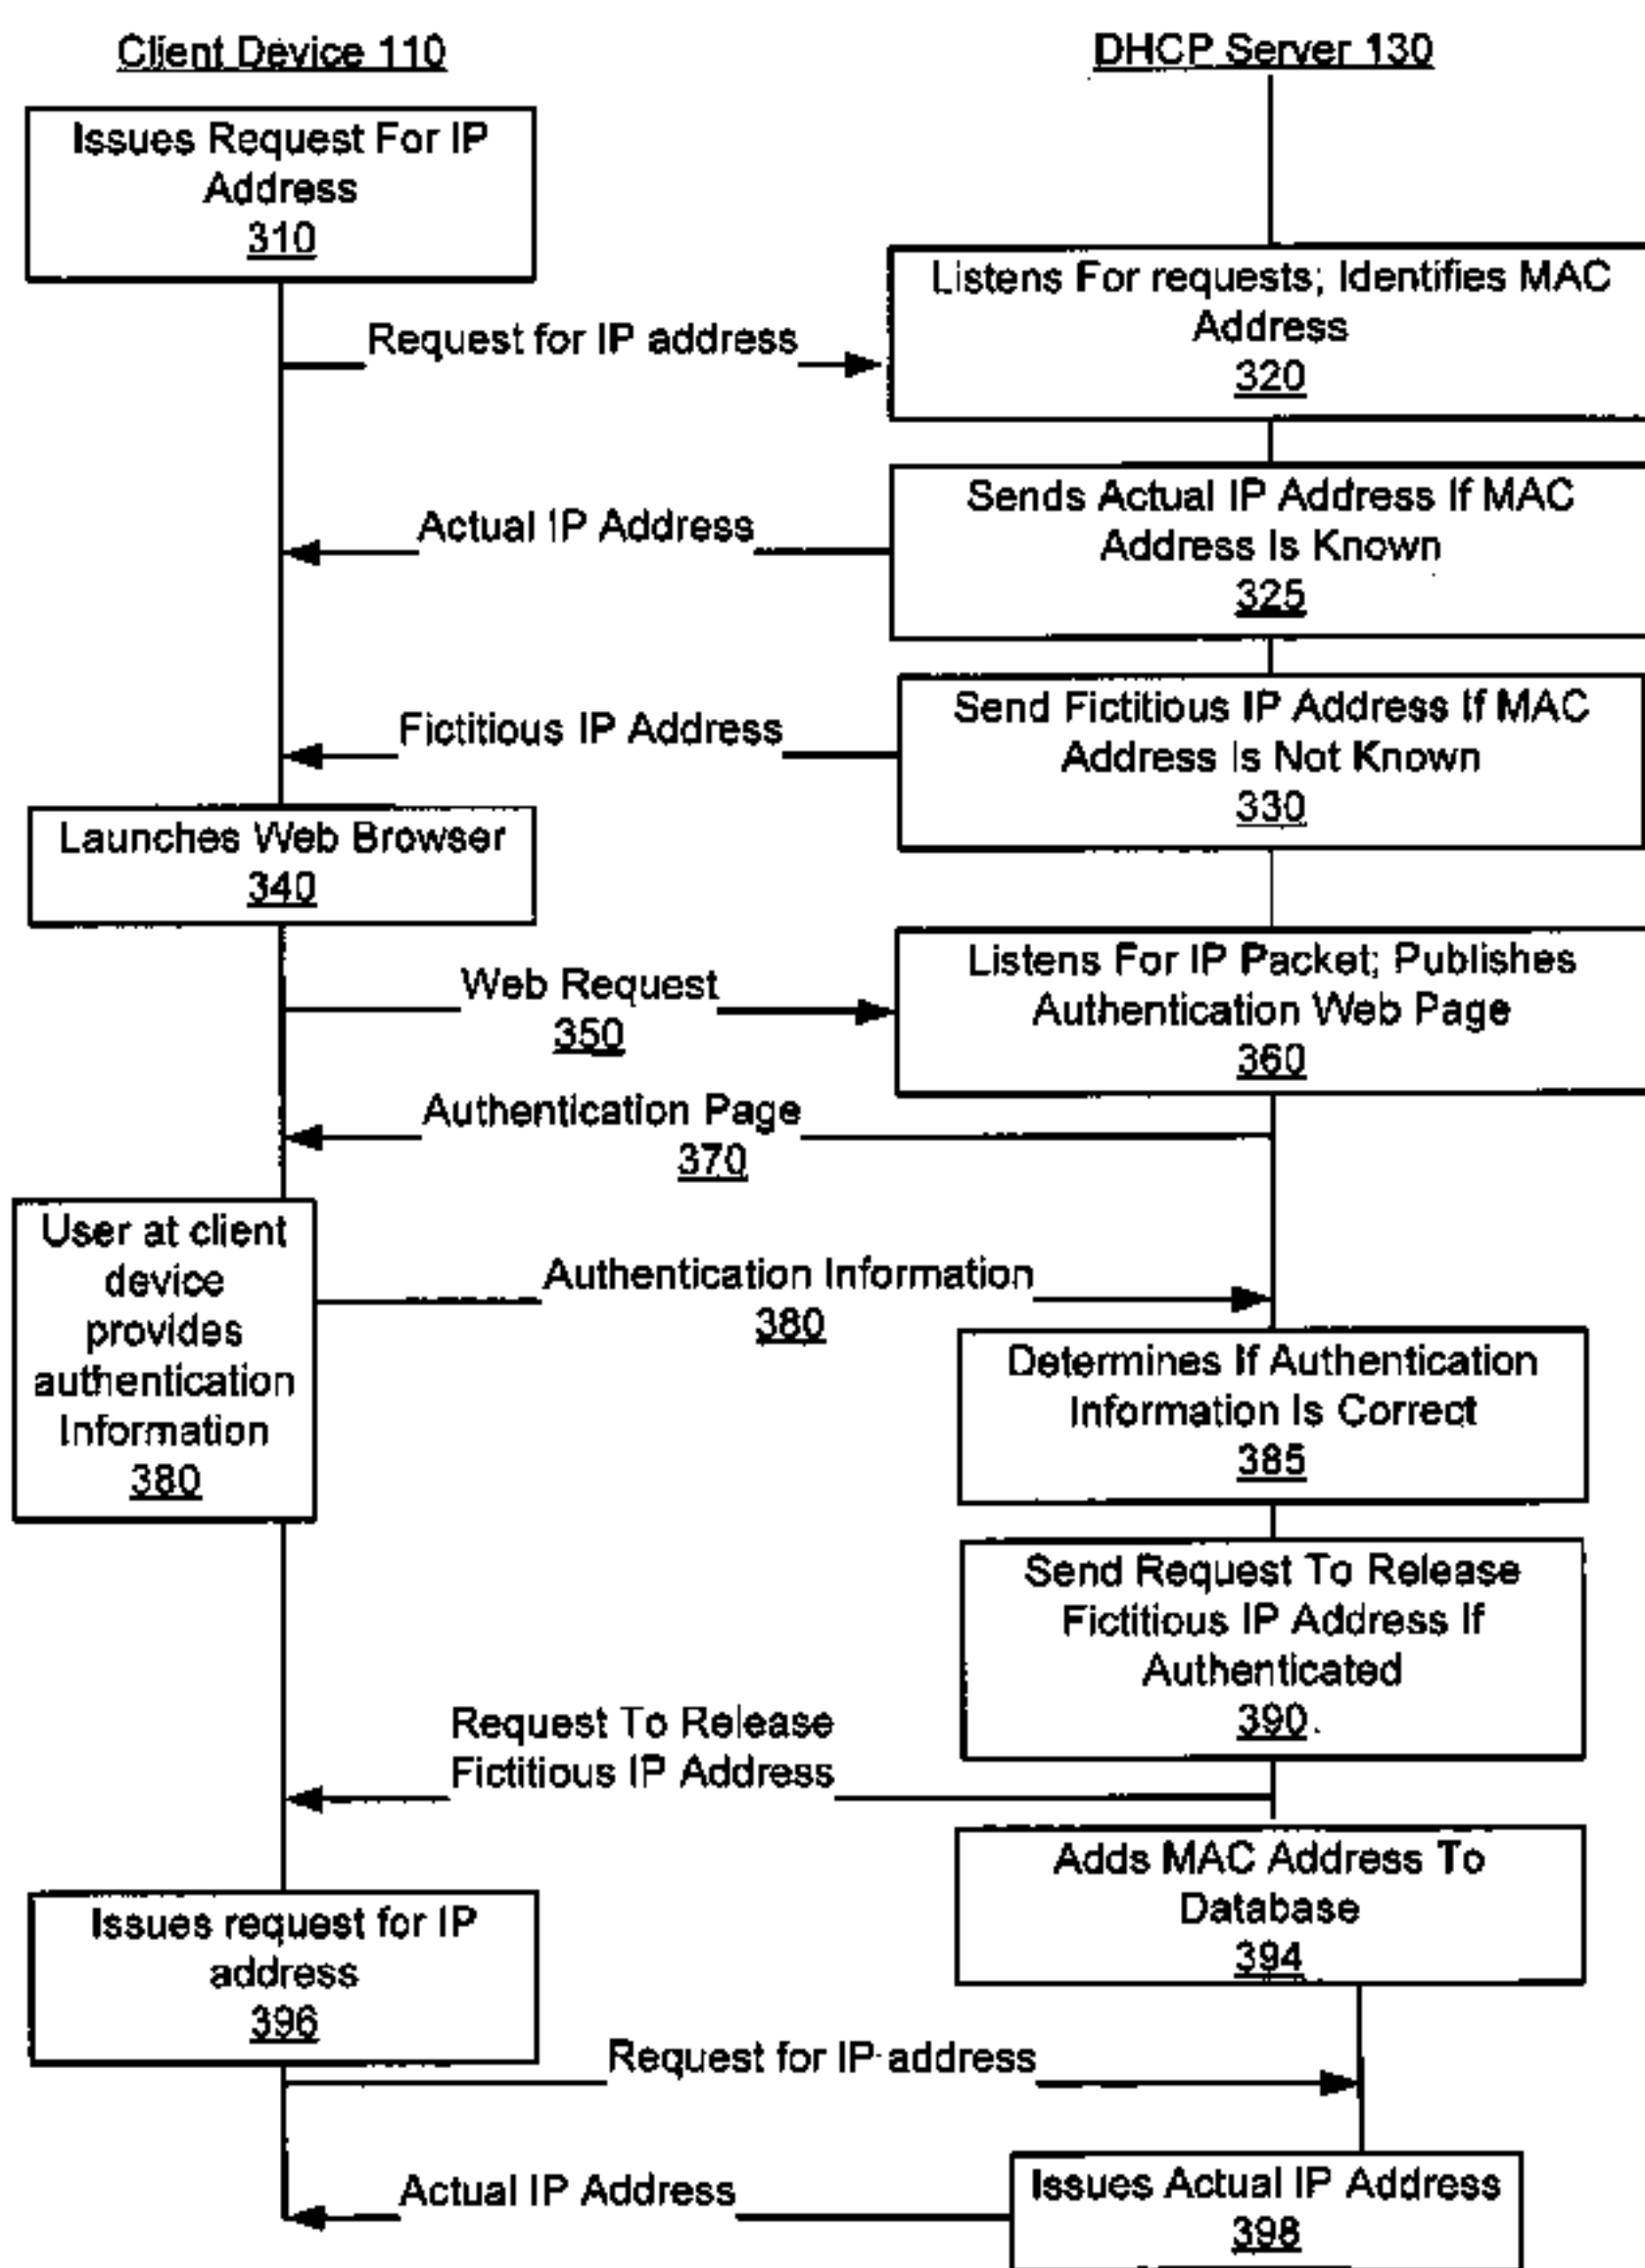 Client Device 110
DHCP Server 130
Issues Request For IP
Address
310
Listens For requests; Identifies MAC
Address
320
Request for IP address
Sends Actual IP Address If MAC
Address Is Known
325
Actual IP Address
Send Fictitious IP Address If MAC
Address Is Not Known
330
Fictitious IP Address
Launches Web Browser
340
Listens For IP Packet; Publishes
Authentication Web Page
360
Web Request
350
Authentication Page
370
User at client
device
provides
authentication
Information
380
Authentication Information
380
Determines If Authentication
Information Is Correct
385
Send Request To Release
Fictitious IP Address If
Authenticated
390.
Request To Release
Fictitious IP Address
Adds MAC Address To
Database
394
Issues request for IP
address
396
Request for IP address
Issues Actual IP Address
398
Actual IP Address